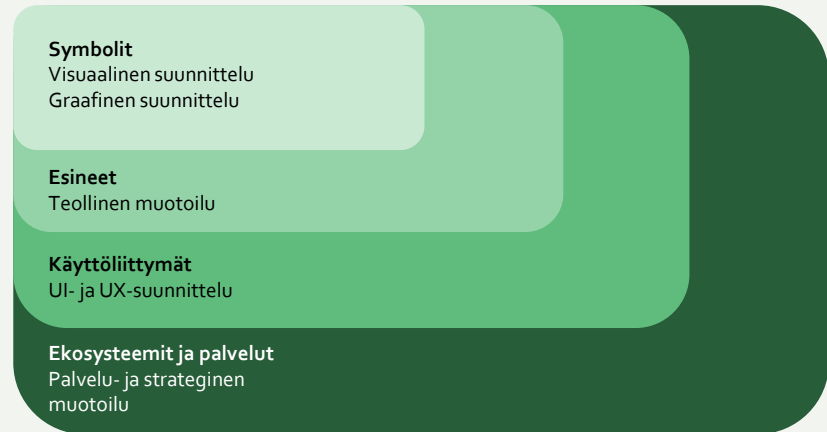 Symbolit
Visuaalinen suunnittelu
Graafinen suunnittelu
Esineet
Teollinen muotoilu
Käyttöliittymät
UI- ja UX-suunnittelu
Ekosysteemit ja palvelut
Palvelu- ja strateginen
muotoilu